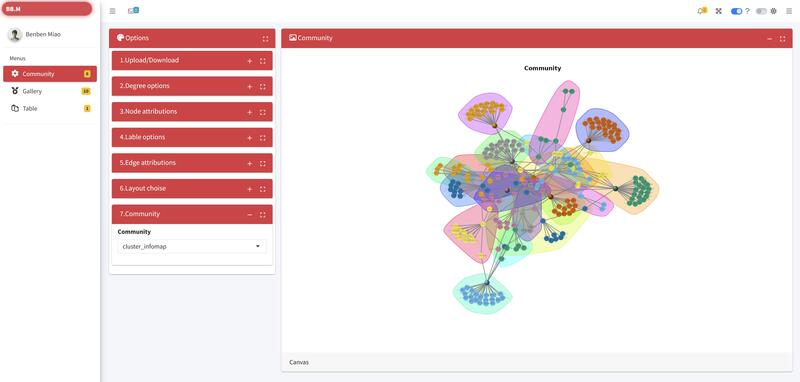 BB.M
Benben Miao
Menus
Community
Gallery
10
Table
1
Options
1.Upload/Download
2.Degree options
3.Node attributions
4.Lable options
5.Edge attributions
6.Layout choise
7.Community
Community
cluster_infomap
Community
Community
Canvas